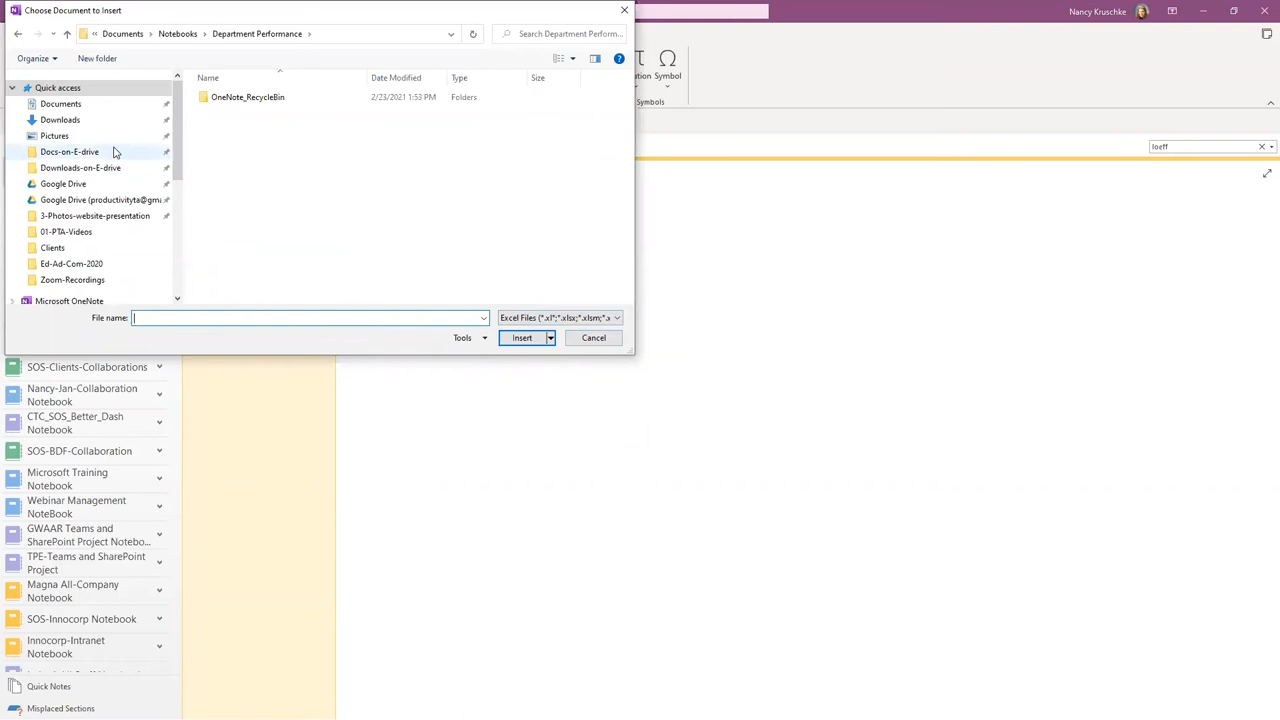 Choose Document to Insert
Nancy Kruschke
« Documents › Notebooks › Department Performance ›
Search Department Perform...
Organize
New folder
Name
Date Modified
Type
Size
OneNote_RecycleBin
2/23/2021 1:53 PM
Folders
Quick access
Documents
Downloads
Pictures
Docs-on-E-drive
Downloads-on-E-drive
Google Drive
Google Drive (productivityta@gma
3-Photos-website-presentation
01-PTA-Videos
Clients
Ed-Ad-Com-2020
Zoom-Recordings
Microsoft OneNote
File name:
Excel Files (*.xl*;*.xlsx;*.xlsm;*.x
Tools
Insert
Cancel
π Ω
ation Symbol
Symbols
loeff
SOS-Clients-Collaborations
Nancy-Jan-Collaboration
Notebook
CTC_SOS_Better_Dash
Notebook
SOS-BDF-Collaboration
Microsoft Training
Notebook
Webinar Management
NoteBook
GWAAR Teams and
SharePoint Project Notebo...
TPE-Teams and SharePoint
Project
Magna All-Company
Notebook
SOS-Innocorp Notebook
Innocorp-Intranet
Notebook
Quick Notes
Misplaced Sections